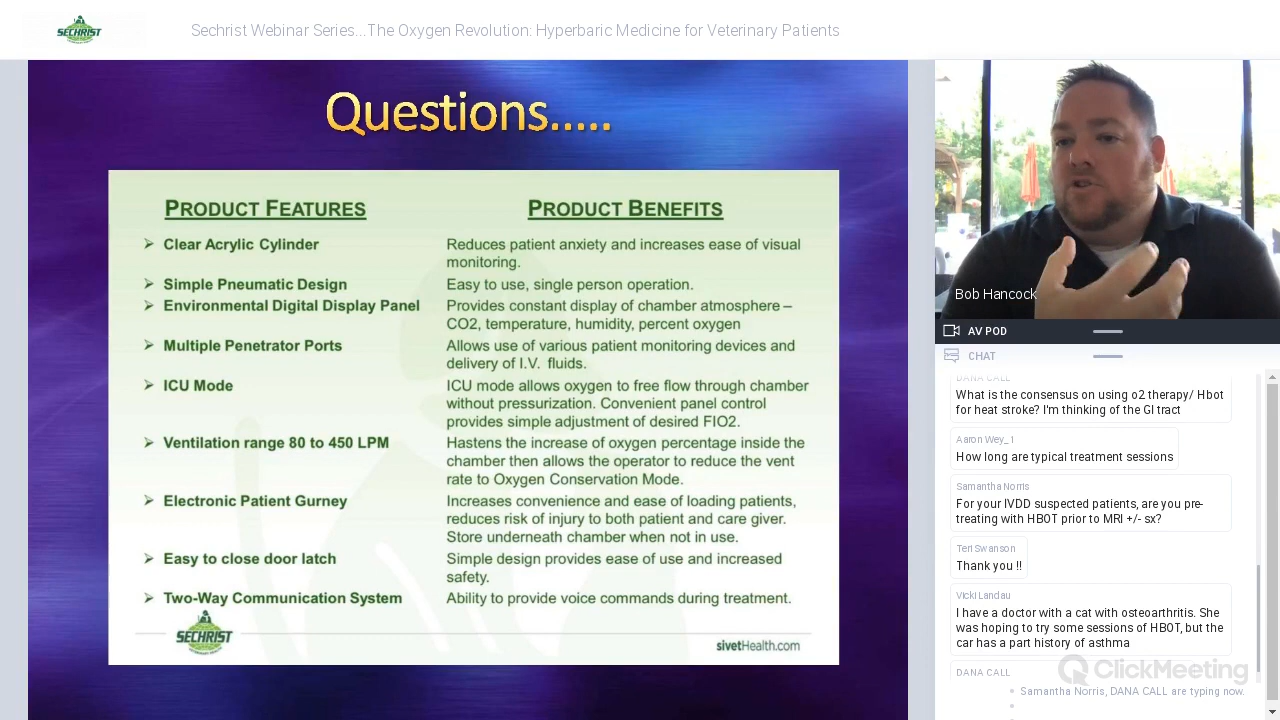 SECHRIST
Sechrist Webinar Series...The Oxygen Revolution: Hyperbaric Medicine for Veterinary Patients
Questions.....
PRODUCT FEATURES
PRODUCT BENEFITS
Clear Acrylic Cylinder
Reduces patient anxiety and increases ease of visual
monitoring.
Simple Pneumatic Design
Easy to use, single person operation.
Environmental Digital Display Panel
Provides constant display of chamber atmosphere –
CO2, temperature, humidity, percent oxygen
Multiple Penetrator Ports
Allows use of various patient monitoring devices and
delivery of I.V. fluids.
ICU Mode
ICU mode allows oxygen to free flow through chamber
without pressurization. Convenient panel control
provides simple adjustment of desired FIO2.
Ventilation range 80 to 450 LPM
Hastens the increase of oxygen percentage inside the
chamber then allows the operator to reduce the vent
rate to Oxygen Conservation Mode.
Electronic Patient Gurney
Increases convenience and ease of loading patients,
reduces risk of injury to both patient and care giver.
Store underneath chamber when not in use.
Easy to close door latch
Simple design provides ease of use and increased
safety.
Two-Way Communication System
Ability to provide voice commands during treatment.
SECHRIST
sivetHealth.com
Bob Hancock
AV POD
CHAT
DANA CALL
What is the consensus on using o2 therapy/ Hbot
for heat stroke? I'm thinking of the GI tract
Aaron Wey_1
How long are typical treatment sessions
Samantha Norris
For your IVDD suspected patients, are you pre-
treating with HBOT prior to MRI +/- sx?
Teri Swanson
Thank you !!
Vicki Landau
I have a doctor with a cat with osteoarthritis. She
was hoping to try some sessions of HBOT, but the
car has a part history of asthma
DANA CALL
ClickMeeting
Samantha Norris, DANA CALL are typing now.